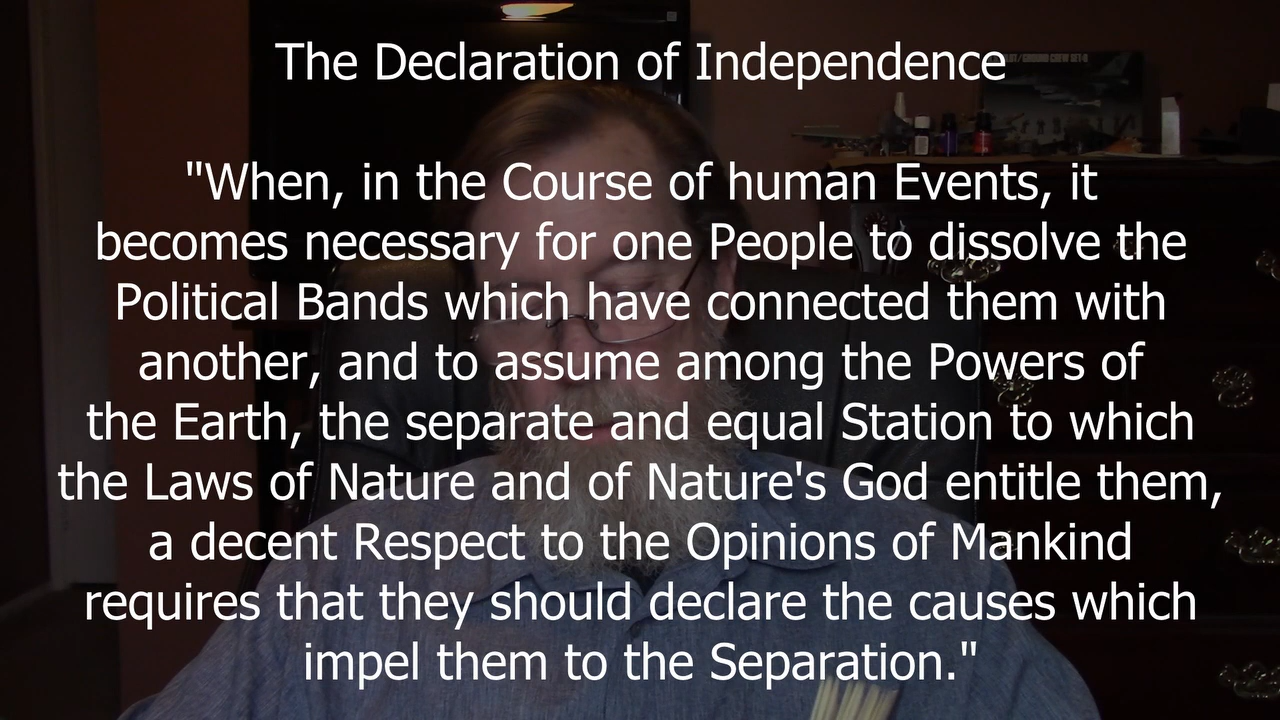 The Declaration of Independence
"When, in the Course of human Events, it
becomes necessary for one People to dissolve the
Political Bands which have connected them with
another, and to assume among the Powers of
the Earth, the separate and equal Station to which
the Laws of Nature and of Nature's God entitle them,
a decent Respect to the Opinions of Mankind
requires that they should declare the causes which
impel them to the Separation."